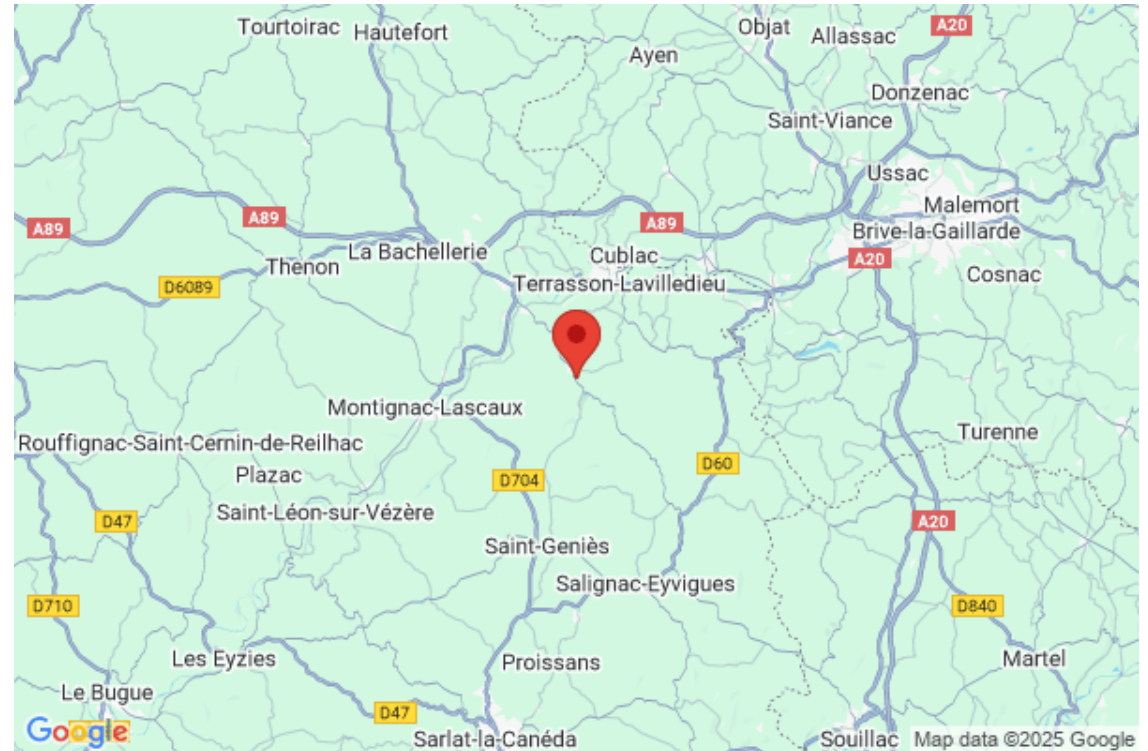 Tourtoirac
Hautefort
Objat
Allassac
A20
Ayen
Donzenac
Saint-Viance
Ussac
Malemort
A89
A89
A89
Brive-la-Gaillarde
La Bachellerie
Cublac
A20
Thenon
Cosnac
D6089
Terrasson-Lavilledieu
Montignac-Lascaux
Turenne
Rouffignac-Saint-Cernin-de-Reilhac
D60
Plazac
D704
Saint-Léon-sur-Vézère
D47
A20
Saint-Geniès
Salignac-Eyvigues
D710
D840
Les Eyzies
Proissans
Martel
Le Bugue
D47
Google
Sarlat-la-Canéda
Souillac
Map data ©2025 Google